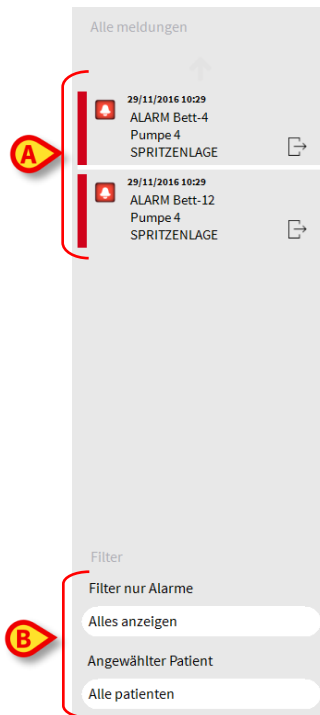 Alle meldungen
29/11/2016 10:29
ALARM Bett-4
Pumpe 4
SPRITZENLAGE
A
29/11/2016 10:29
ALARM Bett-12
Pumpe 4
SPRITZENLAGE
Filter
Filter nur Alarme
Alles anzeigen
B
Angewählter Patient
Alle patienten